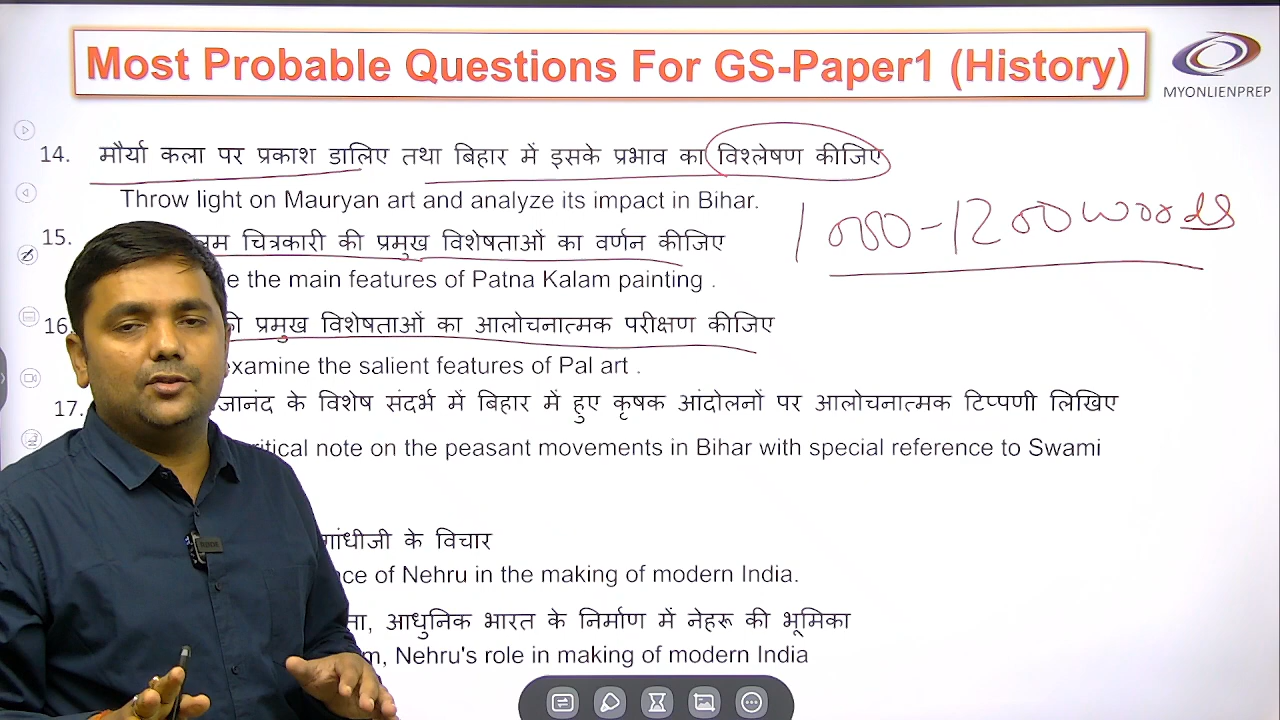 Most Probable Questions For GS-Paper1 (History)
MYONLIENPREP
14. मौर्या कला पर प्रकाश डालिए तथा बिहार में इसके प्रभाव का विश्लेषण कीजिए
Throw light on Mauryan art and analyze its impact in Bihar.
1000-1200 words
15. चित्रकारी की प्रमुख विशेषताओं का वर्णन कीजिए
the main features of Patna Kalam painting .
16. प्रमुख विशेषताओं का आलोचनात्मक परीक्षण कीजिए
examine the salient features of Pal art .
17. के विशेष संदर्भ में बिहार में हुए कृषक आंदोलनों पर आलोचनात्मक टिप्पणी लिखिए
note on the peasant movements in Bihar with special reference to Swami
गांधीजी के विचार
of Nehru in the making of modern India.
आधुनिक भारत के निर्माण में नेहरू की भूमिका
Nehru's role in making of modern India